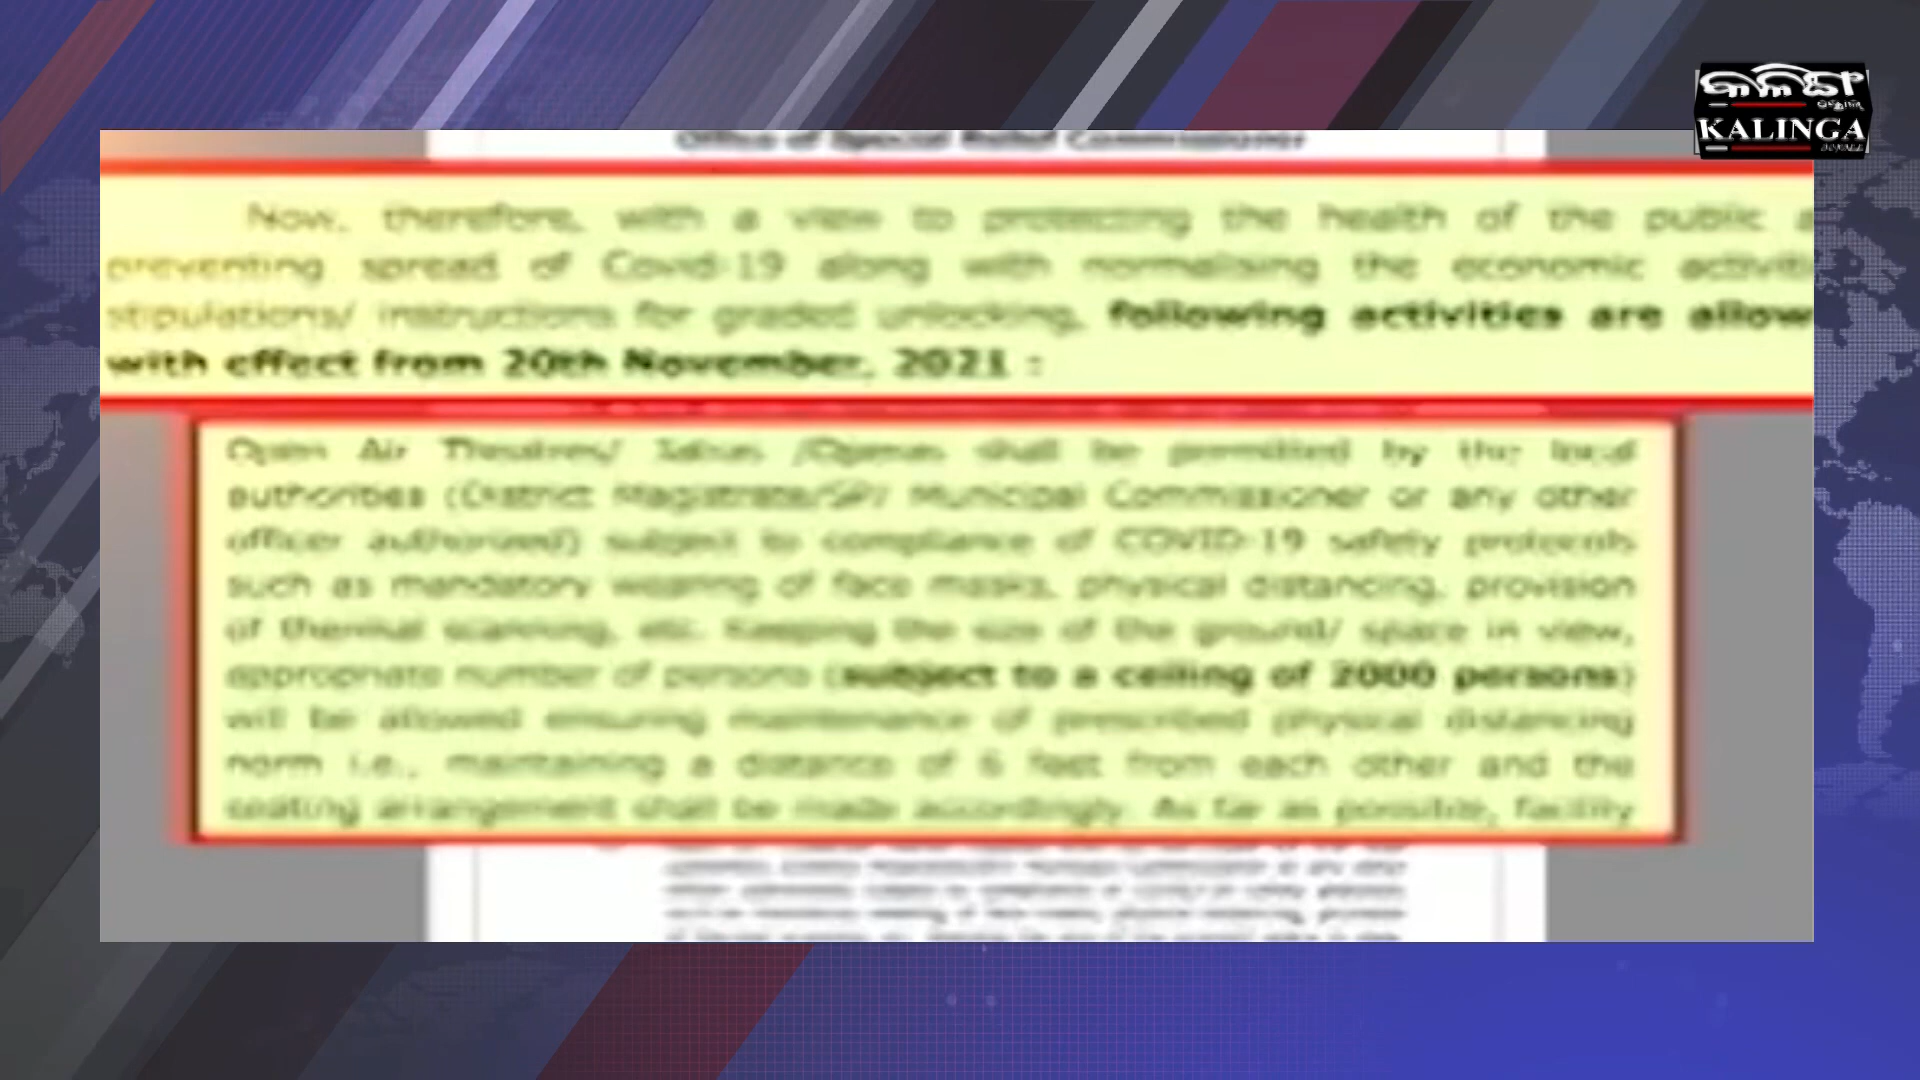 କଳିଙ୍ଗ
KALINGA
Office of Special Relief Commissioner
Now, therefore, with a view to protecting the health of the public
preventing spread of Covid-19 along with normalising the economic activiti
stipulations/ instructions for graded unlocking, following activities are allow
with effect from 20th November, 2021 :
Open Air Theatres/ Jatras /Operas shall be permitted by the local
authorities (District Magistrate/SP/ Municipal Commissioner or any other
officer authorized) subject to compliance of COVID-19 safety protocols
such as mandatory wearing of face masks, physical distancing, provision
of thermal scanning, etc. Keeping the size of the ground/ space in view,
appropriate number of persons (subject to a ceiling of 2000 persons)
will be allowed ensuring maintenance of prescribed physical distancing
norm i.e., maintaining a distance of 6 feet from each other and the
seating arrangement shall be made accordingly. As far as possible, facility